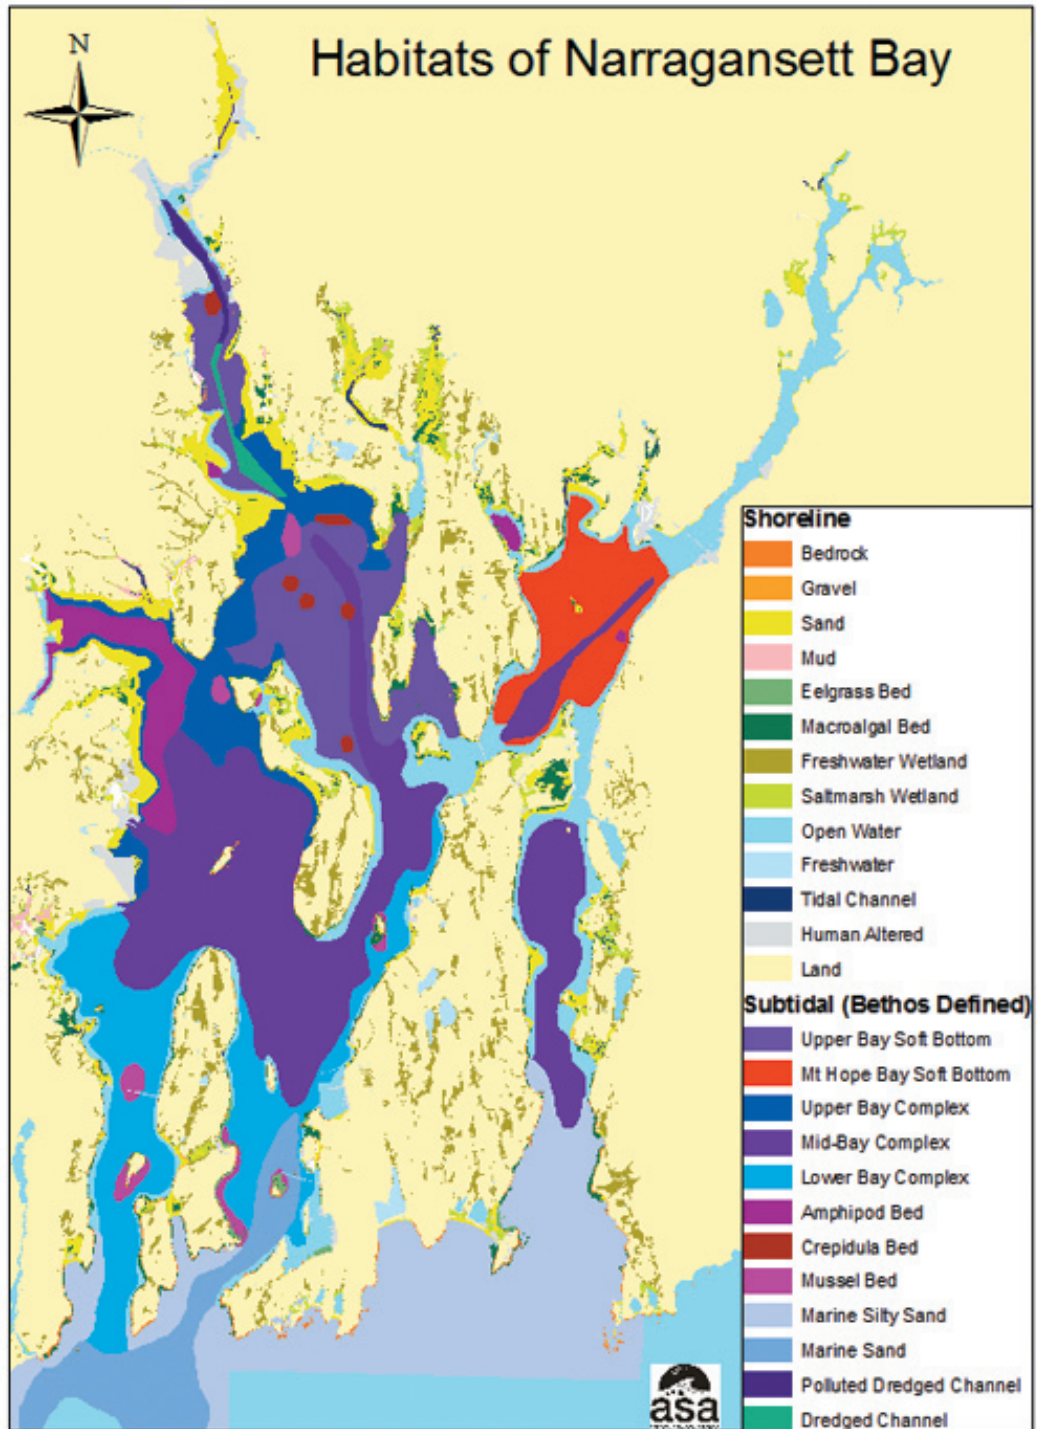 N
Habitats of Narragansett Bay
Shoreline
Bedrock
Gravel
Sand
Mud
Eelgrass Bed
Macroalgal Bed
Freshwater Wetland
Saltmarsh Wetland
Open Water
Freshwater
Tidal Channel
Human Altered
Land
Subtidal (Bethos Defined)
Upper Bay Soft Bottom
Mt Hope Bay Soft Bottom
Upper Bay Complex
Mid-Bay Complex
Lower Bay Complex
Amphipod Bed
Crepidula Bed
Mussel Bed
Marine Silty Sand
Marine Sand
Polluted Dredged Channel
Dredged Channel
asa